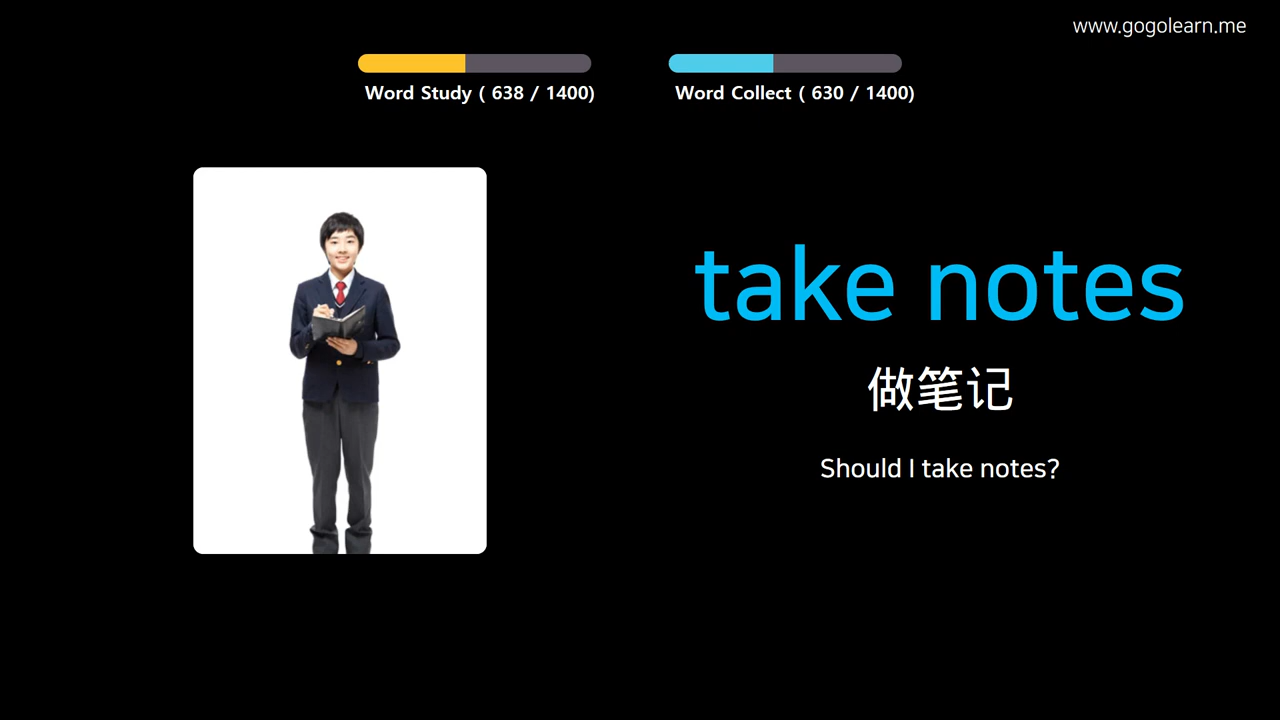 www.gogolearn.me
Word Study ( 638 / 1400)
Word Collect ( 630 / 1400)
take notes
做笔记
Should I take notes?